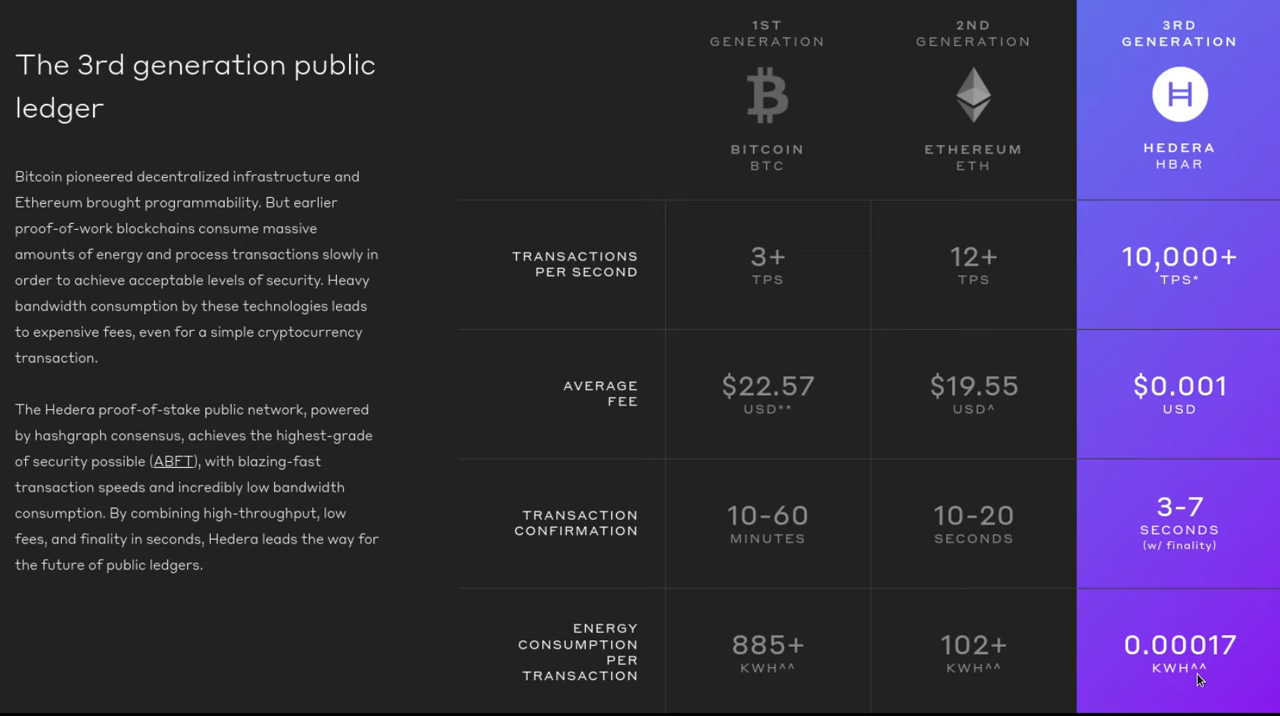 The 3rd generation public
ledger
Bitcoin pioneered decentralized infrastructure and
Ethereum brought programmability. But earlier
proof-of-work blockchains consume massive
amounts of energy and process transactions slowly in
order to achieve acceptable levels of security. Heavy
bandwidth consumption by these technologies leads
to expensive fees, even for a simple cryptocurrency
transaction.
The Hedera proof-of-stake public network, powered
by hashgraph consensus, achieves the highest-grade
of security possible (ABFT), with blazing-fast
transaction speeds and incredibly low bandwidth
consumption. By combining high-throughput, low
fees, and finality in seconds, Hedera leads the way for
the future of public ledgers.
1ST
GENERATION
BITCOIN
BTC
2ND
GENERATION
ETHEREUM
ETH
3RD
GENERATION
HEDERA
HBAR
TRANSACTIONS
PER SECOND
3+
TPS
12+
TPS
10,000+
TPS*
AVERAGE
FEE
$22.57
USD**
$19.55
USD^
$0.001
USD
TRANSACTION
CONFIRMATION
10-60
MINUTES
10-20
SECONDS
3-7
SECONDS
(w/ finality)
ENERGY
CONSUMPTION
PER
TRANSACTION
885+
KWH^^
102+
KWH^^
0.00017
KWH^^